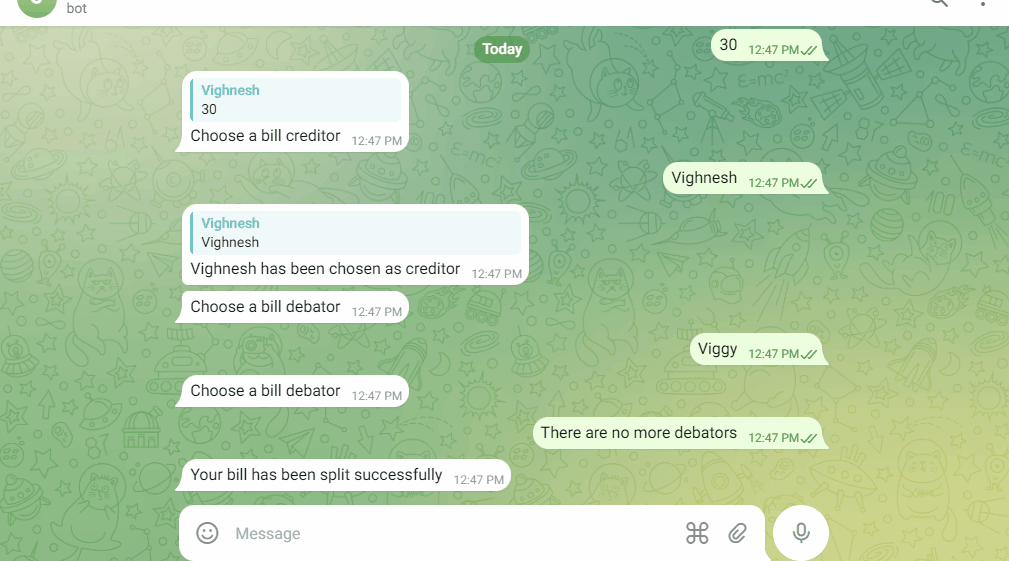 bot
Today
30 12:47 PM
Vighnesh
30
Choose a bill creditor 12:47 PM
Vighnesh 12:47 PM
Vighnesh
Vighnesh
Vighnesh has been chosen as creditor 12:47 PM
Choose a bill debator 12:47 PM
Viggy 12:47 PM
Choose a bill debator 12:47 PM
There are no more debators 12:47 PM
Your bill has been split successfully 12:47 PM
Message